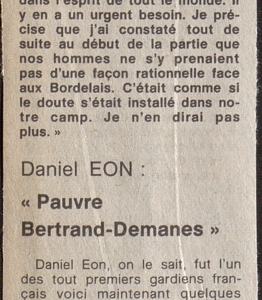 dans l'esprit de tout le monde. Il
y en a un urgent besoin. Je pré-
cise que j'ai constaté tout de
suite au début de la partie que
nos hommes ne s'y prenaient
pas d'une façon rationnelle face
aux Bordelais. C'était comme si
le doute s'était installé dans no-
tre camp. Je n'en dirai pas
plus. »
Daniel EON :
« Pauvre
Bertrand-Demanes »
Daniel Eon, on le sait, fut l'un
des tout premiers gardiens fran-
çais voici maintenant quelques